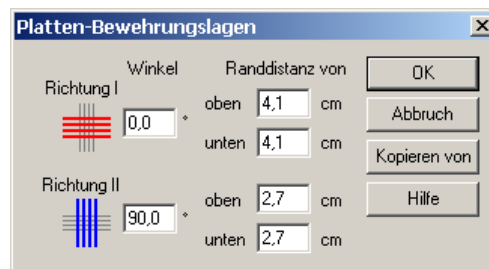 Platten-Bewehrungslagen
Winkel Randdistanz von
Richtung I
0,0 °
oben 4,1 cm
unten 4,1 cm
Richtung II
90,0 °
oben 2,7 cm
unten 2,7 cm
OK
Abbruch
Kopieren von
Hilfe